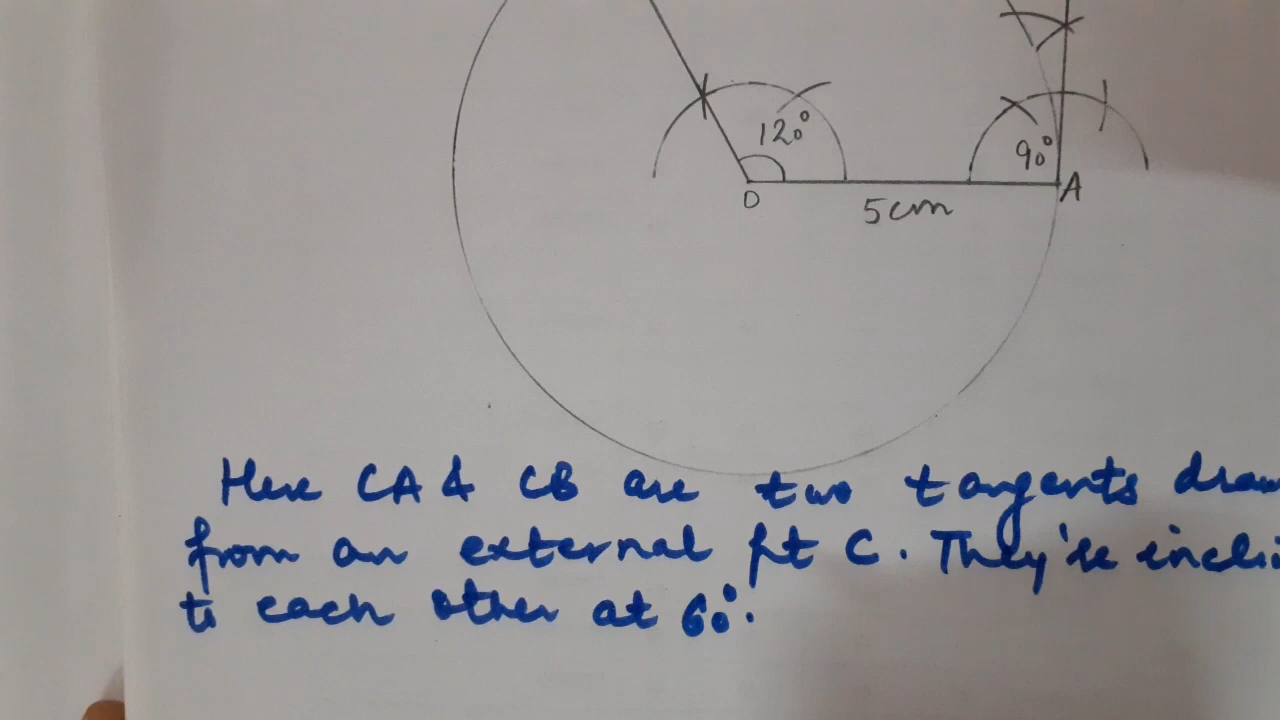 120°
90°
O
A
5cm
Here CA & CB are two tangents
from an external pt C. They're
to each other at 60°.